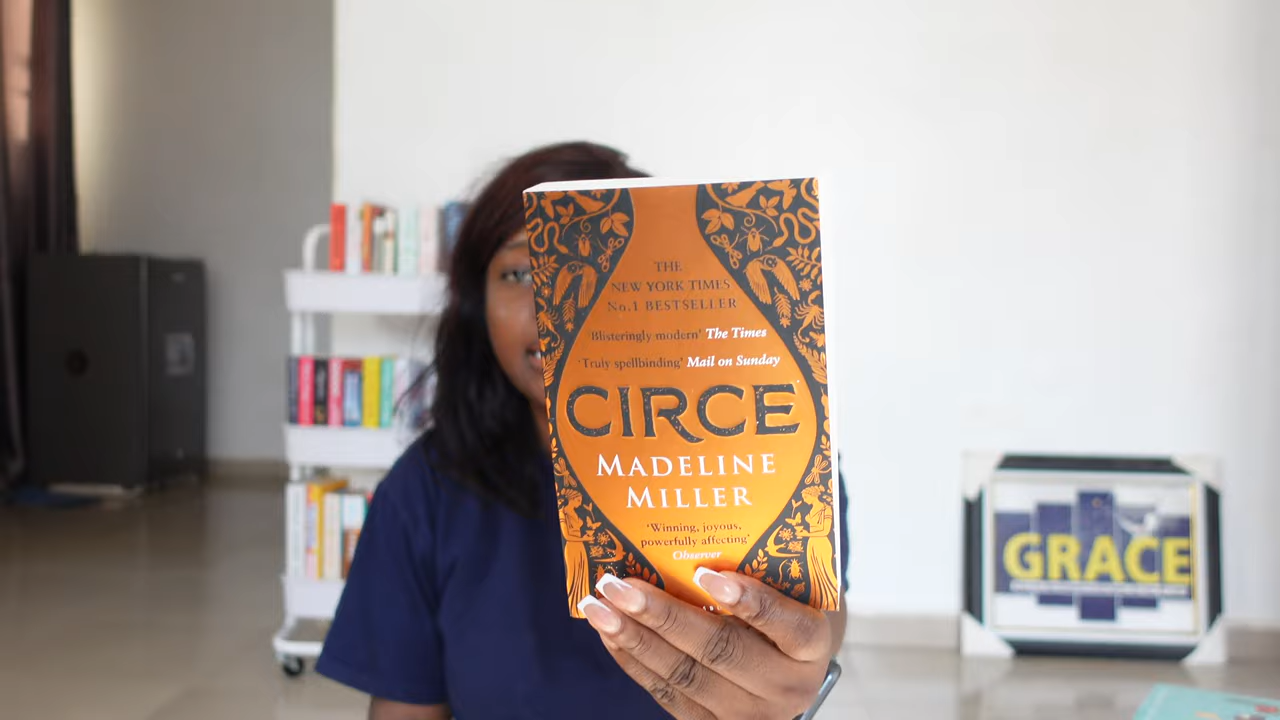 THE
NEW YORK TIMES
No.1 BESTSELLER
'Blisteringly modern' The Times
'Truly spellbinding' Mail on Sunday
CIRCE
MADELINE
MILLER
'Winning, joyous,
powerfully affecting'
Observer
GRACE